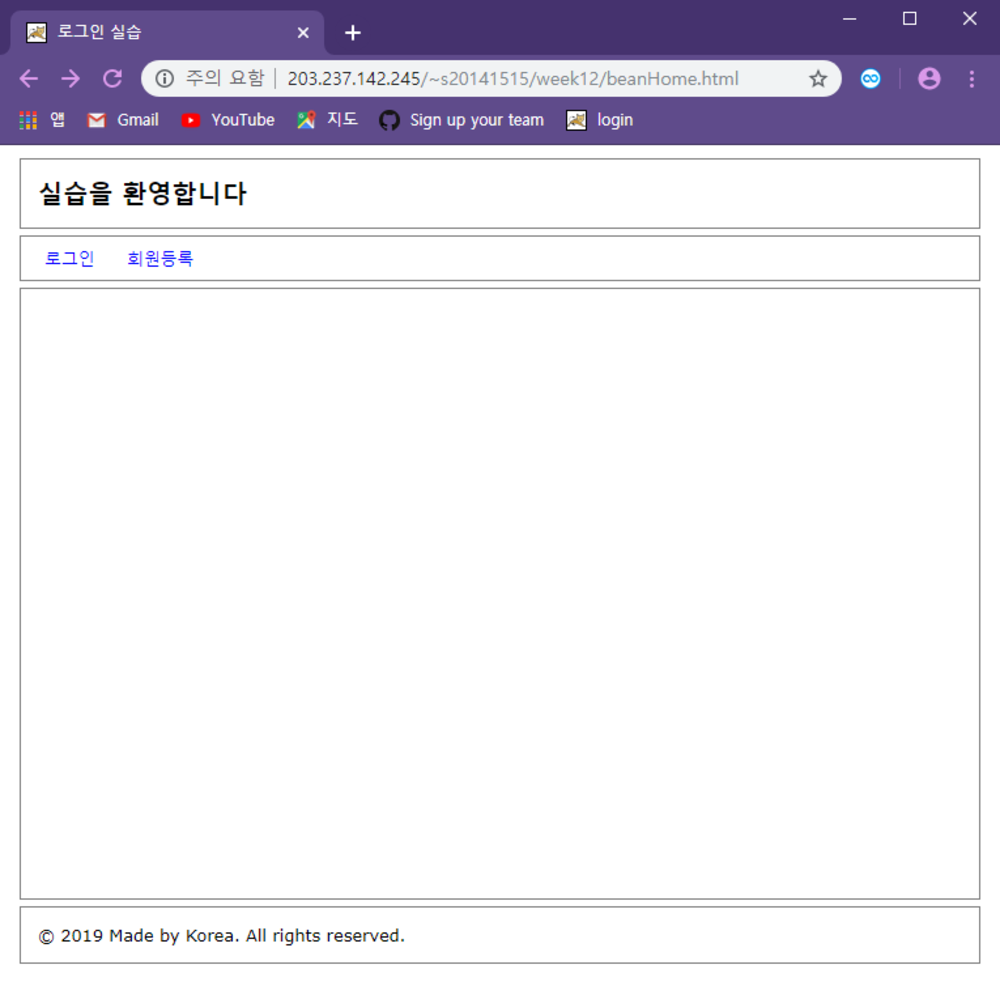 로그인 실습
주의 요함 203.237.142.245/~s20141515/week12/beanHome.html
앱 Gmail YouTube 지도 Sign up your team login
실습을 환영합니다
로그인 회원등록
© 2019 Made by Korea. All rights reserved.